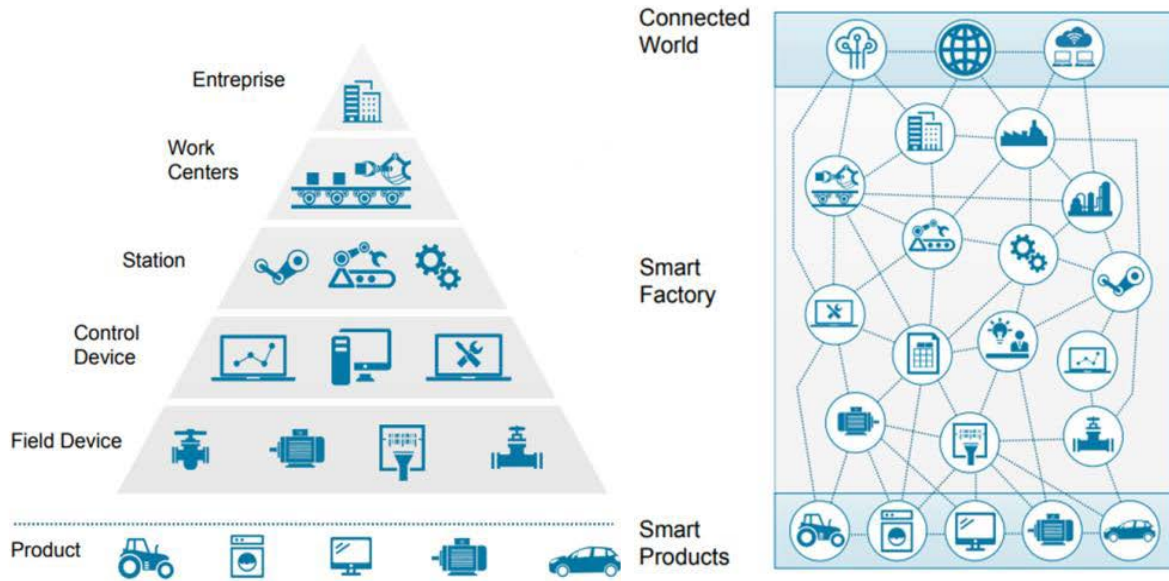 Entreprise
Work
Centers
Station
Control
Device
Field Device
Product
Connected
World
Smart
Factory
Smart
Products